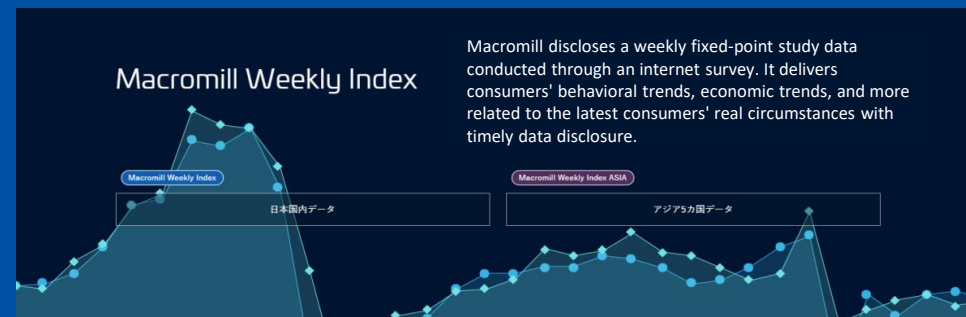 Macromill Weekly Index
Macromill discloses a weekly fixed-point study data
conducted through an internet survey. It delivers
consumers' behavioral trends, economic trends, and more
related to the latest consumers' real circumstances with
timely data disclosure.
Macromill Weekly Index
日本国内データ
Macromill Weekly Index ASIA
アジア5カ国データ